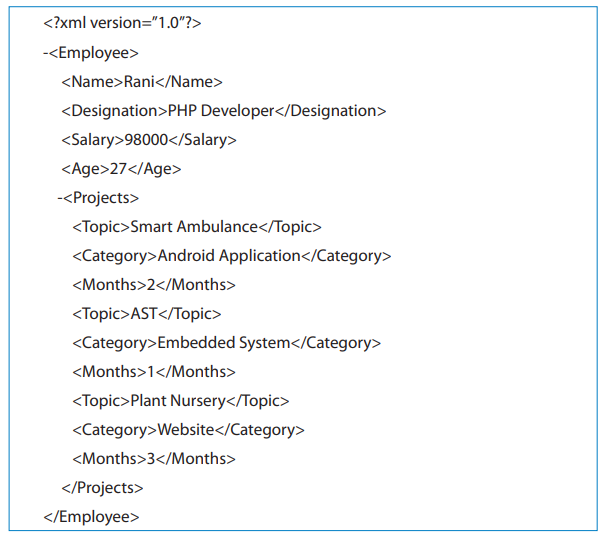 <?xml version=”1.0”?>
-<Employee>
<Name>Rani</Name>
<Designation>PHP Developer</Designation>
<Salary>98000</Salary>
<Age>27</Age>
-<Projects>
<Topic>Smart Ambulance</Topic>
<Category>Android Application</Category>
<Months>2</Months>
<Topic>AST</Topic>
<Category>Embedded System</Category>
<Months>1</Months>
<Topic>Plant Nursery</Topic>
<Category>Website</Category>
<Months>3</Months>
</Projects>
</Employee>